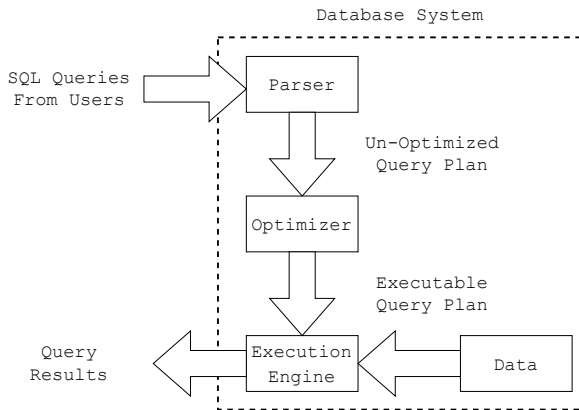 Database System
SQL Queries
From Users
Parser
Un-Optimized
Query Plan
Optimizer
Executable
Query Plan
Query
Results
Execution
Engine
Data